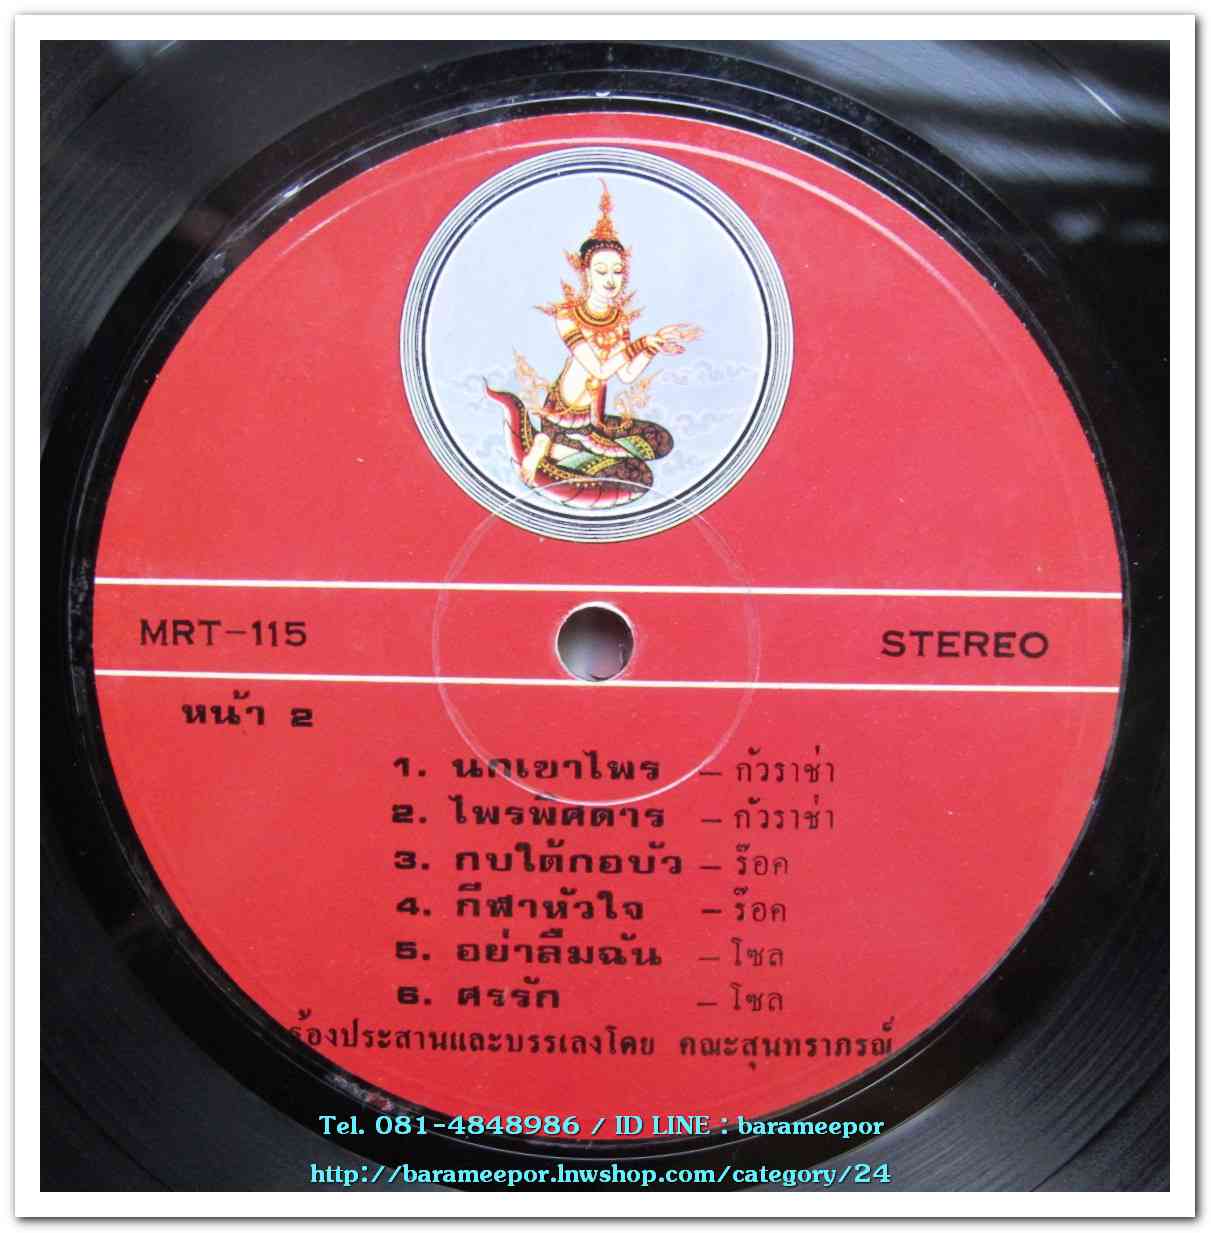 MRT-115
STEREO
หน้า 2
1. นกเขาไพร – กัวราช่า
2. ไพรพิศดาร – กัวราช่า
3. กบใต้กอบัว – ร๊อค
4. กีฬาหัวใจ – ร๊อค
5. อย่าลืมฉัน – โซล
6. ศรรัก – โซล
ร้องประสานและบรรเลงโดย คณะสุนทราภรณ์
Tel. 081-4848986 / ID LINE : barameepor
http://barameepor.lnwshop.com/category/24